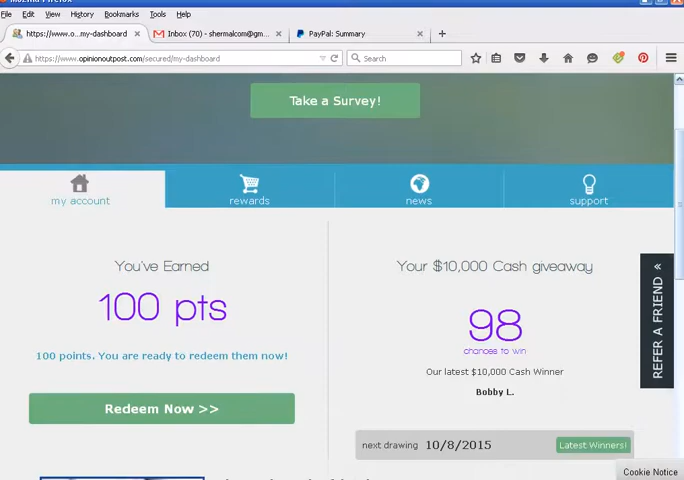 Mozilla Firefox
File Edit View History Bookmarks Tools Help
https://www.o...my-dashboard × Inbox (70) - shermalcom@gm... × PayPal: Summary × +
https://www.opinionoutpost.com/secured/my-dashboard Search
Take a Survey!
my account rewards news support
You've Earned
100 pts
100 points. You are ready to redeem them now!
Redeem Now >>
Your $10,000 Cash giveaway
98
chances to win
Our latest $10,000 Cash Winner
Bobby L.
next drawing 10/8/2015 Latest Winners!
REFER A FRIEND «
Cookie Notice